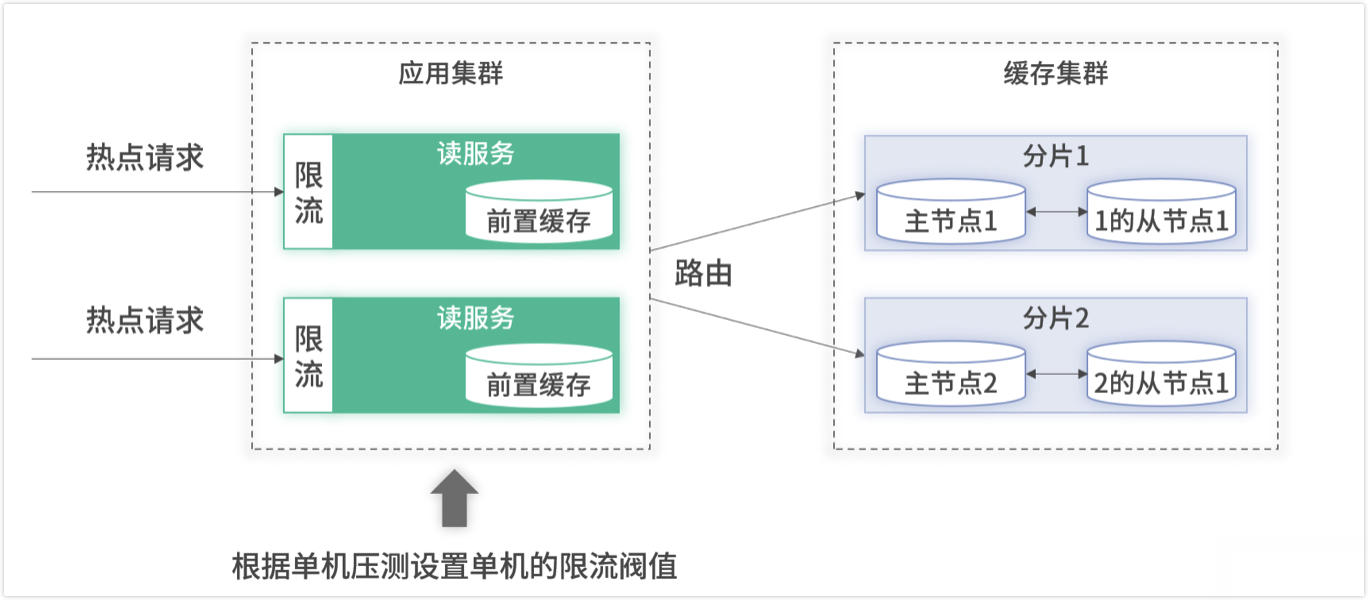 应用集群
缓存集群
热点请求
限流
读服务
前置缓存
分片1
主节点1
1的从节点1
路由
热点请求
限流
读服务
前置缓存
分片2
主节点2
2的从节点1
根据单机压测设置单机的限流阀值